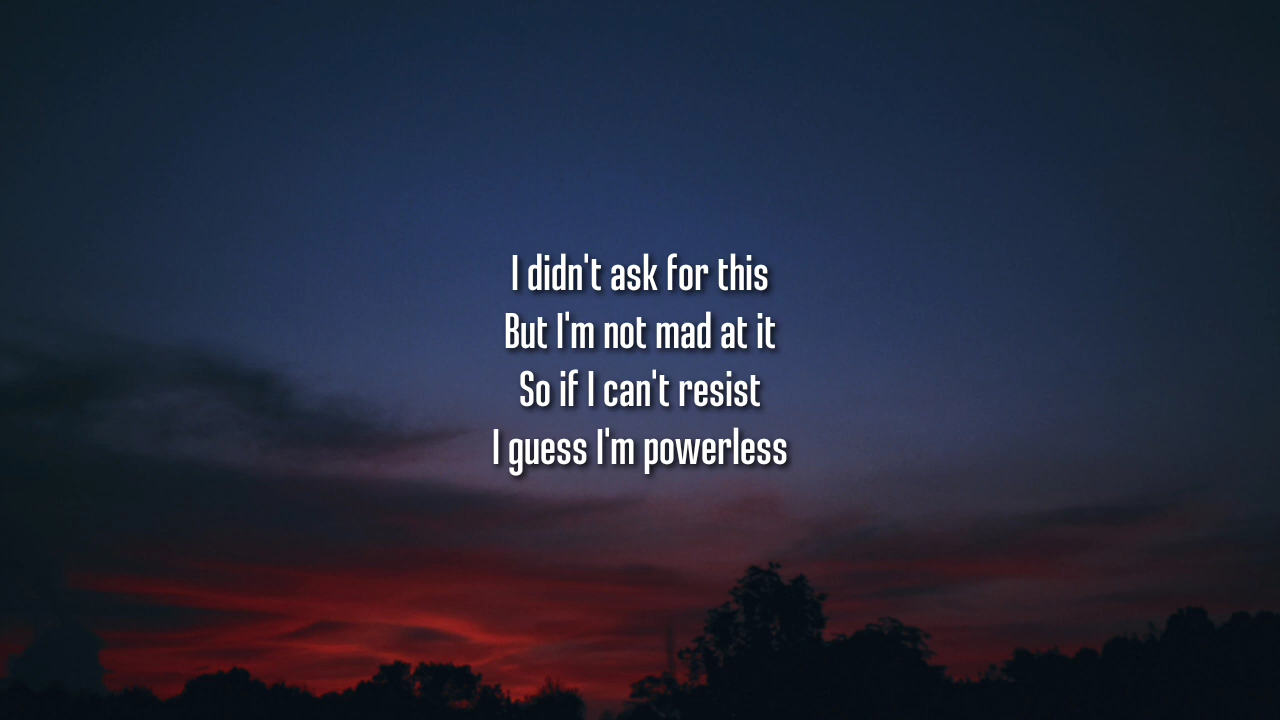 I didn't ask for this
But I'm not mad at it
So if I can't resist
I guess I'm powerless